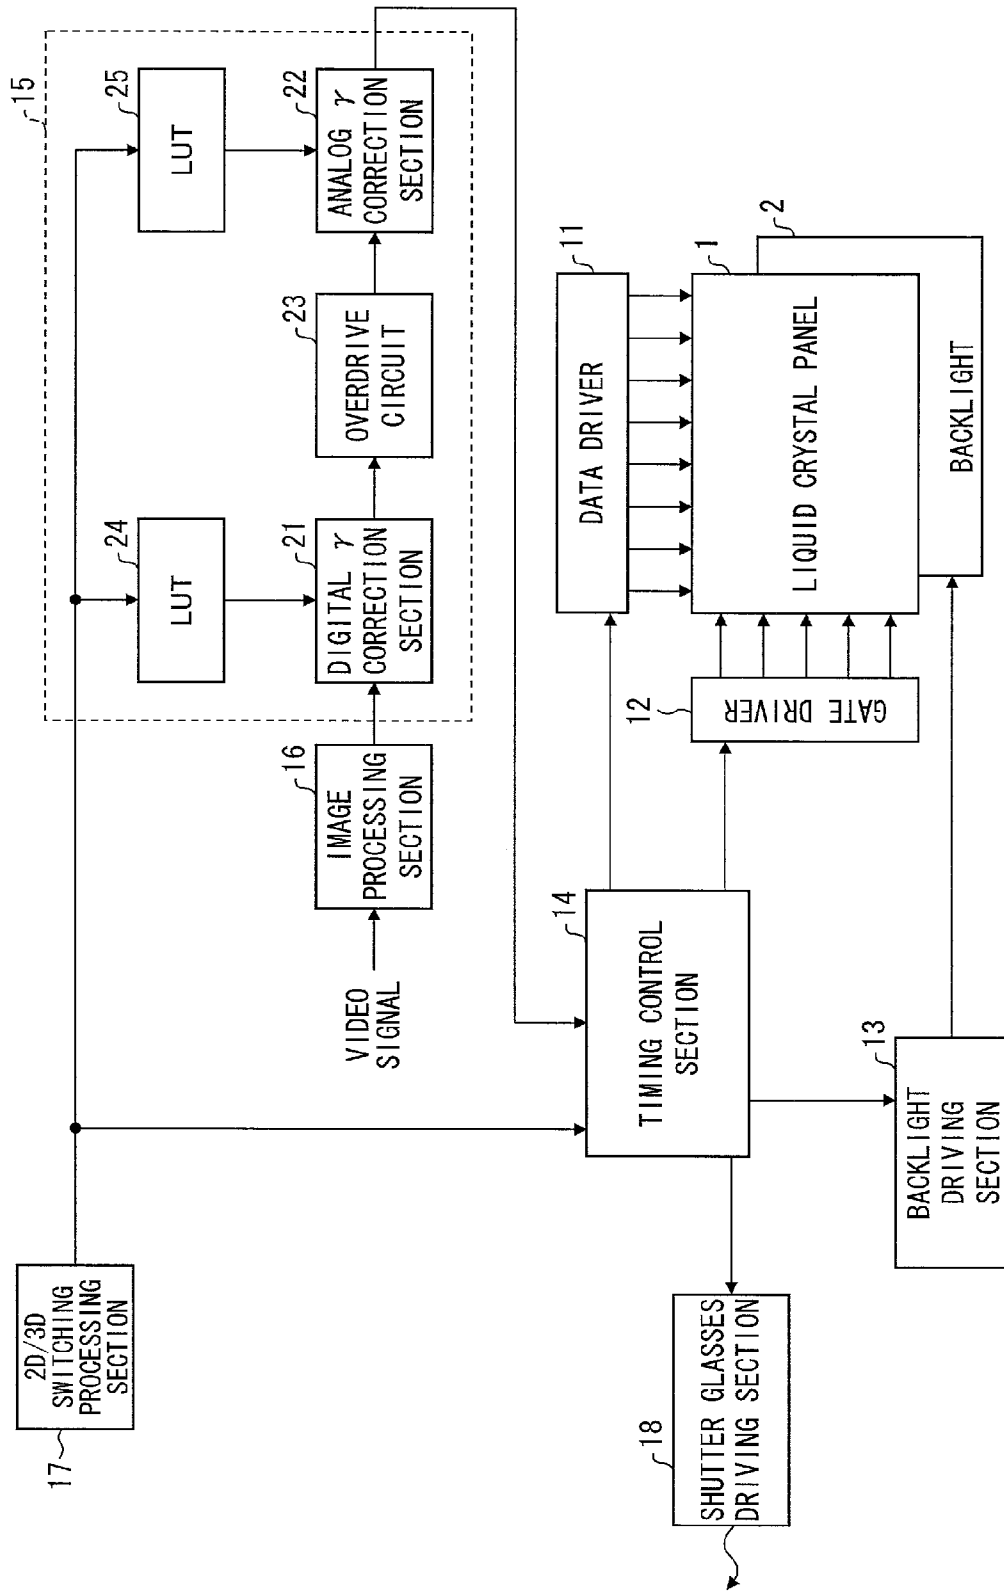 17
2D/3D
SWITCHING
PROCESSING
SECTION
15
24
LUT
25
LUT
VIDEO
SIGNAL
16
IMAGE
PROCESSING
SECTION
21
DIGITAL γ
CORRECTION
SECTION
23
OVERDRIVE
CIRCUIT
22
ANALOG γ
CORRECTION
SECTION
14
TIMING CONTROL
SECTION
11
DATA DRIVER
12
GATE DRIVER
1
LIQUID CRYSTAL PANEL
2
BACKLIGHT
18
SHUTTER GLASSES
DRIVING SECTION
13
BACKLIGHT
DRIVING
SECTION